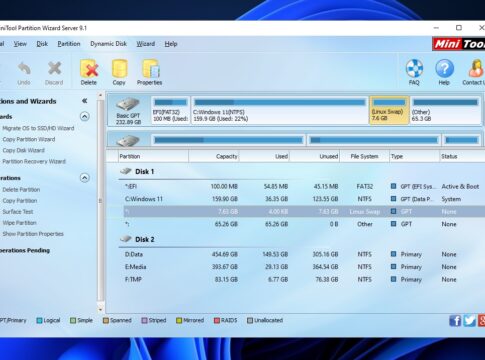 niTool Partition Wizard Server 9.1
al View Disk Partition Dynamic Disk Wizard Help
Mini Tool
Undo Discard Delete Copy Properties FAQ Help Contact U
ons and Wizards
ards
Migrate OS to SSD/HD Wizard
Copy Partition Wizard
Copy Disk Wizard
Partition Recovery Wizard
erations
Delete Partition
Copy Partition
Surface Test
Wipe Partition
Show Partition Properties
perations Pending
Basic GPT
232.89 GB
EFI(FAT32)
100 MB (Used:
C:Windows 11(NTFS)
159.9 GB (Used: 22%)
(Linux Swap)
7.6 GB
(Other)
65.3 GB
Partition Capacity Used Unused File System Type Status
Disk 1
*:EFI 100.00 MB 54.85 MB 45.15 MB FAT32 GPT (EFI Sys... Active & Boot
C:Windows 11 159.90 GB 36.35 GB 123.55 GB NTFS GPT (Data P... System
*: 7.63 GB 4.00 KB 7.63 GB Linux Swap GPT None
*: 65.26 GB 65.26 GB 0 B Other GPT None
Disk 2
D:Data 454.69 GB 149.53 GB 305.16 GB NTFS Primary None
E:Media 393.67 GB 29.13 GB 364.54 GB NTFS Primary None
F:TMP 83.15 GB 6.77 GB 76.38 GB NTFS Primary None
PT/Primary Logical Simple Spanned Striped Mirrored RAID5 Unallocated